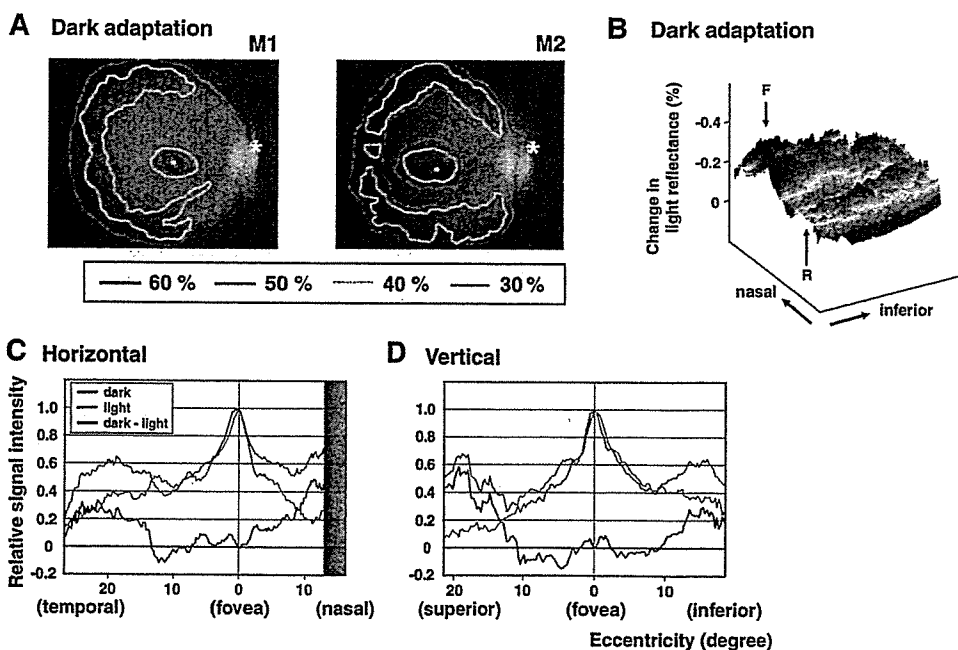 A Dark adaptation
M1
M2
*
*
60 % 50 % 40 % 30 %
B Dark adaptation
Change in
light reflectance (%)
-0.4
-0.2
0
F
R
nasal
inferior
C Horizontal
Relative signal intensity
dark
light
dark - light
1.0
0.8
0.6
0.4
0.2
0
-0.2
20 10 0 10
(temporal) (fovea) (nasal)
D Vertical
1.0
0.8
0.6
0.4
0.2
0
-0.2
20 10 0 10
(superior) (fovea) (inferior)
Eccentricity (degree)